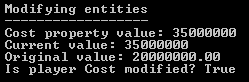 Modifying entities
------------------
Cost property value: 35000000
Current value: 35000000
Original value: 20000000.00
Is player Cost modified? True